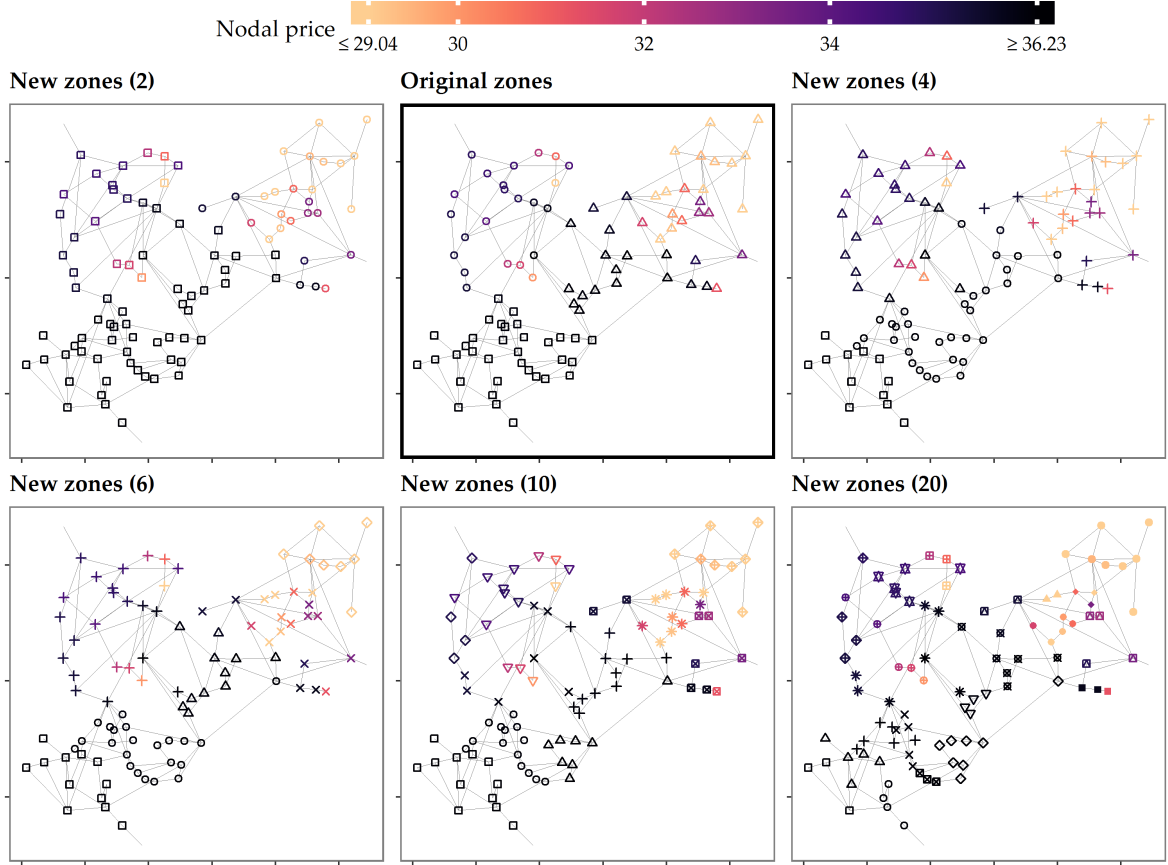 Nodal price
≤ 29.04 30 32 34 ≥ 36.23
New zones (2) Original zones New zones (4)
New zones (6) New zones (10) New zones (20)